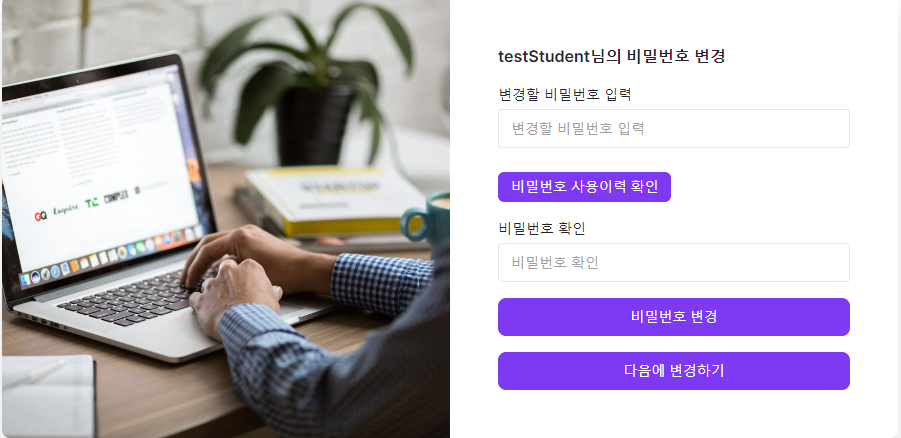 GQ Esquire TC COMPLEX
testStudent님의 비밀번호 변경
변경할 비밀번호 입력
변경할 비밀번호 입력
비밀번호 사용이력 확인
비밀번호 확인
비밀번호 확인
비밀번호 변경
다음에 변경하기